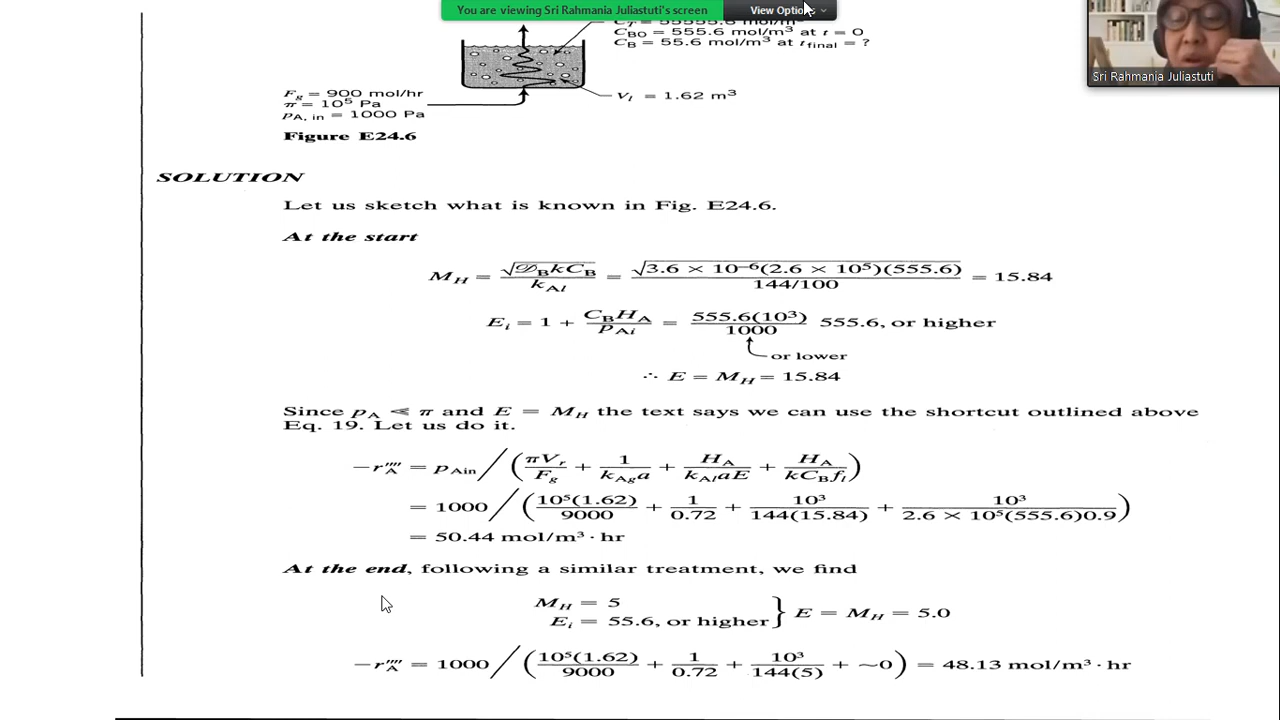 You are viewing Sri Rahmania Juliastuti's screen
View Options
Sri Rahmania Juliastuti
C_T = 55555.6 mol/m³
C_B0 = 555.6 mol/m³ at t = 0
C_B = 55.6 mol/m³ at t_final = ?
F_g = 900 mol/hr
π = 10⁵ Pa
p_A, in = 1000 Pa
V_l = 1.62 m³
Figure E24.6
SOLUTION
Let us sketch what is known in Fig. E24.6.
At the start
M_H = √(𝒟_B k C_B) / k_Al = √(3.6 × 10⁻⁶(2.6 × 10⁵)(555.6)) / (144/100) = 15.84
E_i = 1 + C_B H_A / p_Ai = 555.6(10³) / 1000 555.6, or higher
or lower
∴ E = M_H = 15.84
Since p_A ≪ π and E = M_H the text says we can use the shortcut outlined above
Eq. 19. Let us do it.
−r_A'''' = p_Ain / (πV_r / F_g + 1 / k_Ag a + H_A / k_Al aE + H_A / kC_B f_l)
= 1000 / (10⁵(1.62) / 9000 + 1 / 0.72 + 10³ / 144(15.84) + 10³ / 2.6 × 10⁵(555.6)0.9)
= 50.44 mol/m³ · hr
At the end, following a similar treatment, we find
M_H = 5
E_i = 55.6, or higher } E = M_H = 5.0
−r_A'''' = 1000 / (10⁵(1.62) / 9000 + 1 / 0.72 + 10³ / 144(5) + ~0) = 48.13 mol/m³ · hr